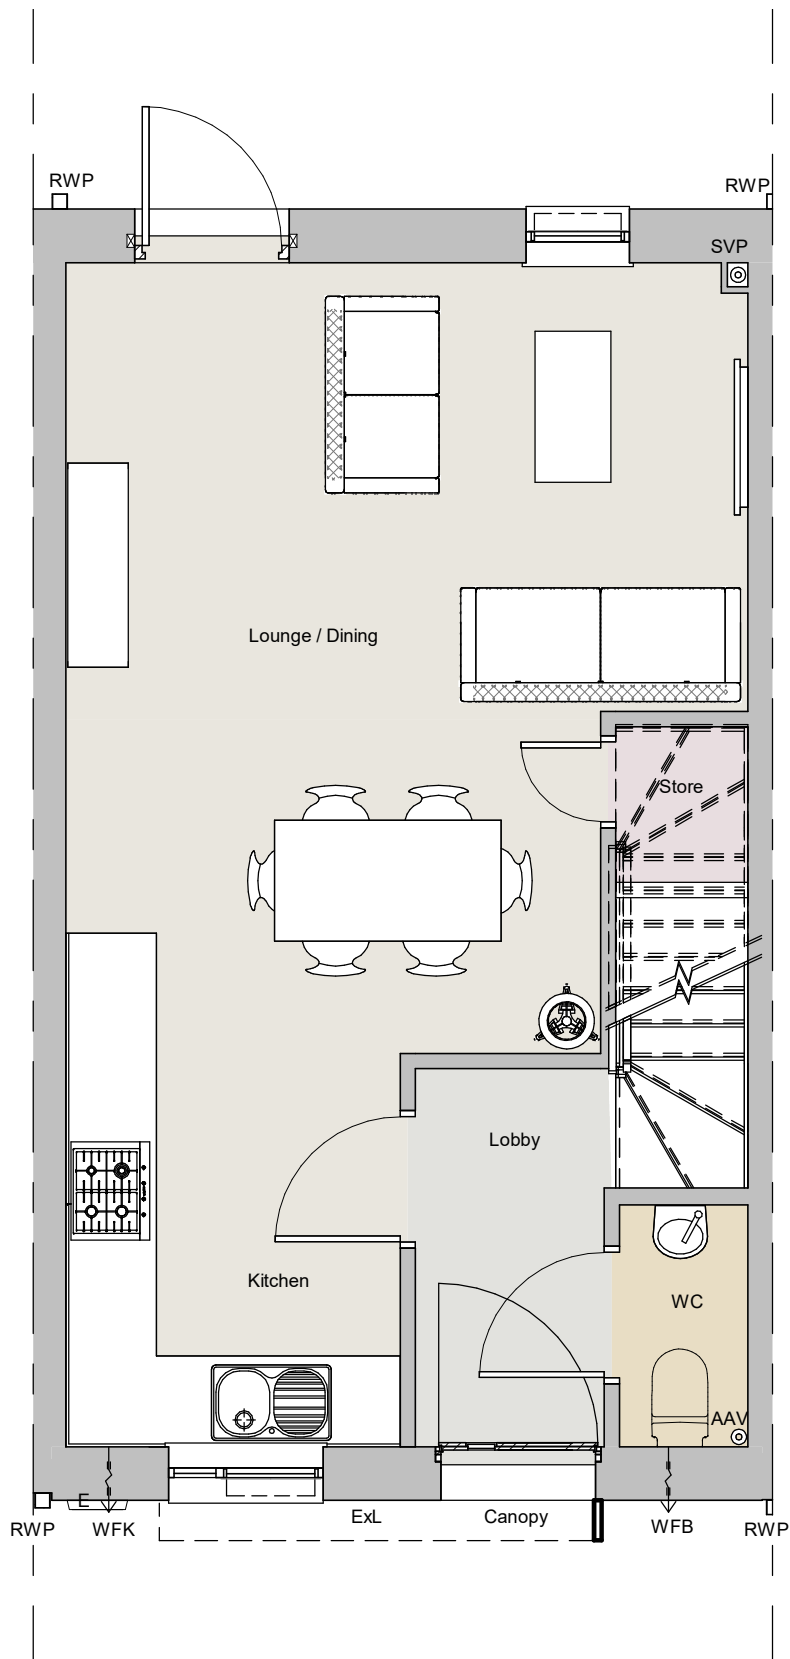 RWP
RWP
SVP
Lounge / Dining
Store
Lobby
Kitchen
WC
AAV
E
ExL
Canopy
RWP
WFK
WFB
RWP